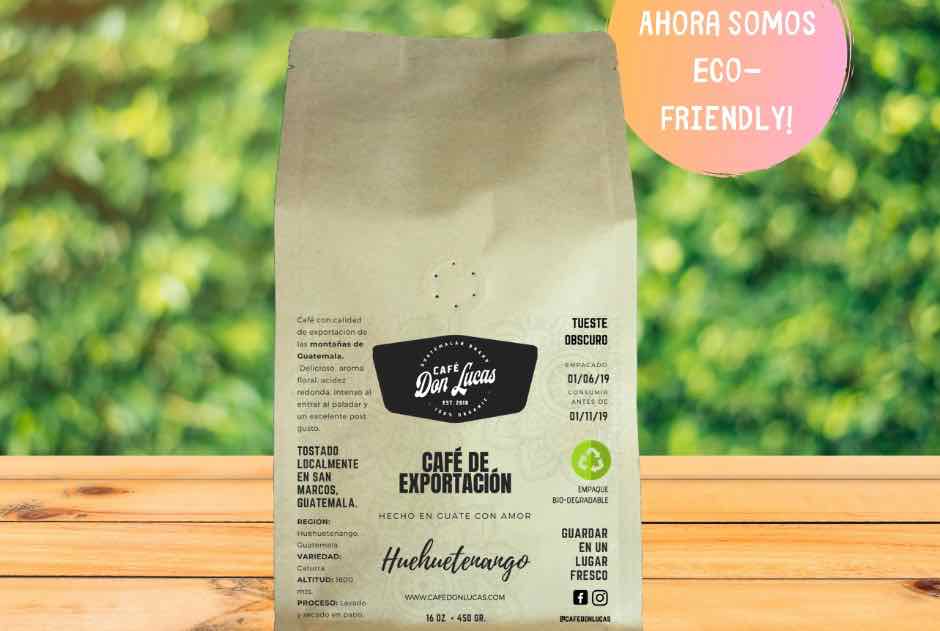 AHORA SOMOS
ECO-
FRIENDLY!
Café con calidad
de exportación de
las montañas de
Guatemala.
Delicioso, aroma
floral, acidez
redonda, intenso al
entrar al paladar y
un excelente post
gusto.
TOSTADO
LOCALMENTE
EN SAN
MARCOS,
GUATEMALA.
REGIÓN:
Huehuetenango,
Guatemala
VARIEDAD:
Caturra
ALTITUD: 1600
mts.
PROCESO: Lavado
y secado en patio.
GUATEMALAN BEANS
CAFÉ
Don Lucas
EST. 2018
100% ORGANIC
CAFÉ DE
EXPORTACIÓN
HECHO EN GUATE CON AMOR
Huehuetenango
WWW.CAFEDONLUCAS.COM
16 OZ - 450 GR.
TUESTE
OBSCURO
EMPACADO
01/06/19
CONSUMIR
ANTES DE
01/11/19
EMPAQUE
BIO-DEGRADABLE
GUARDAR
EN UN
LUGAR
FRESCO
@CAFEDONLUCAS